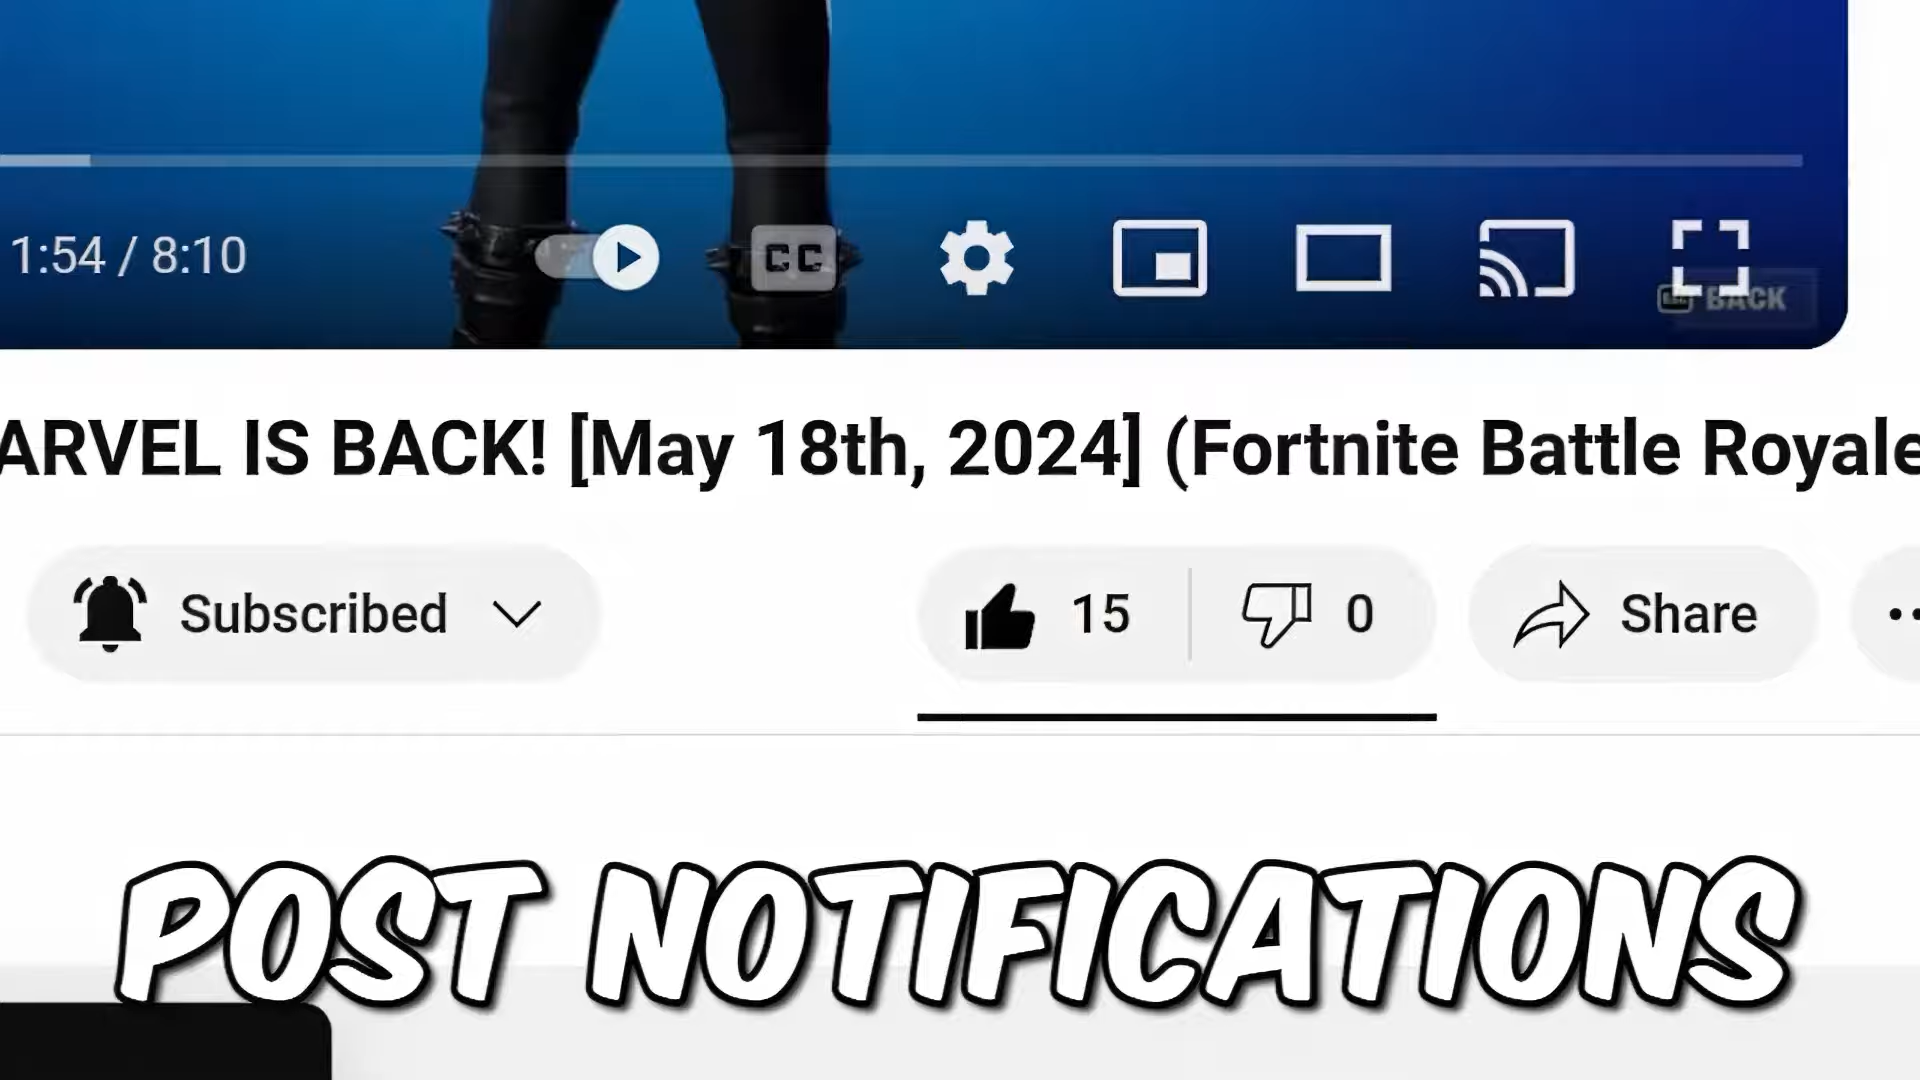 1:54 / 8:10
CC
ESC BACK
ARVEL IS BACK! [May 18th, 2024] (Fortnite Battle Royale
Subscribed
15
0
Share
POST NOTIFICATIONS